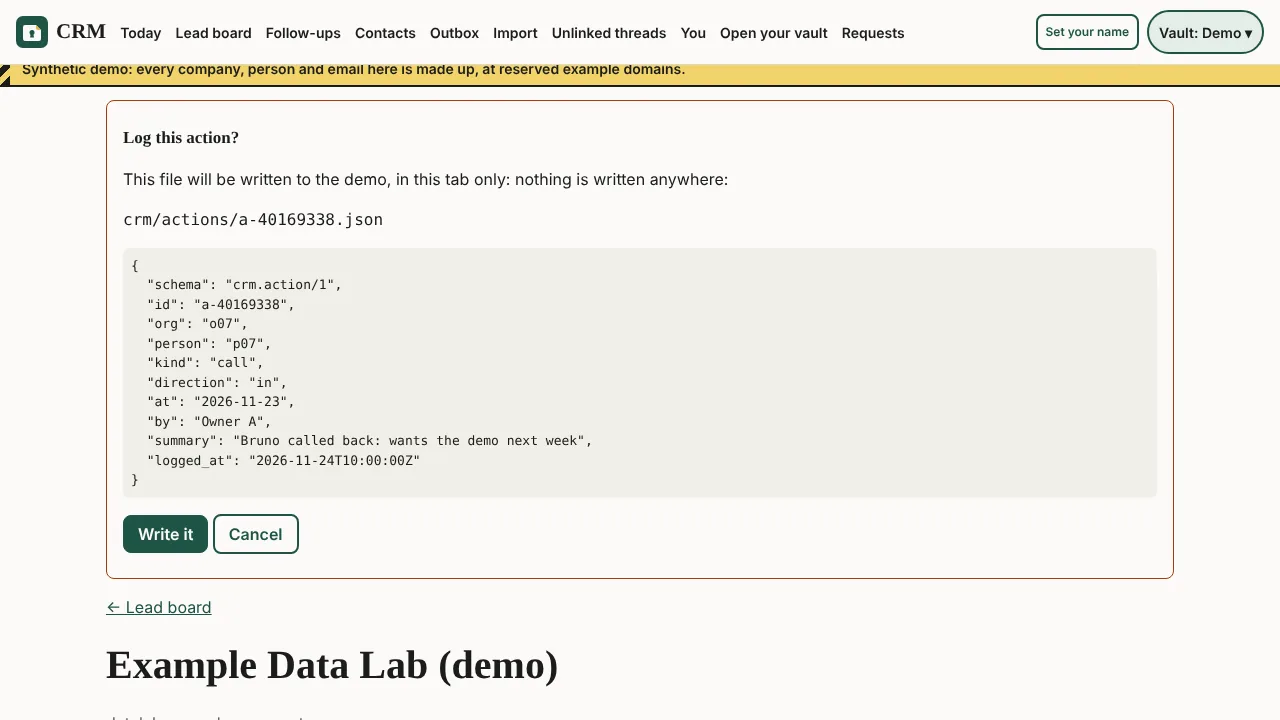 CRM
Today
Lead board
Follow-ups
Contacts
Outbox
Import
Unlinked threads
You
Open your vault
Requests
Set your name
Vault: Demo ▾
Synthetic demo: every company, person and email here is made up, at reserved example domains.
Log this action?
This file will be written to the demo, in this tab only: nothing is written anywhere:
crm/actions/a-40169338.json
{
"schema": "crm.action/1",
"id": "a-40169338",
"org": "o07",
"person": "p07",
"kind": "call",
"direction": "in",
"at": "2026-11-23",
"by": "Owner A",
"summary": "Bruno called back: wants the demo next week",
"logged_at": "2026-11-24T10:00:00Z"
}
Write it
Cancel
← Lead board
Example Data Lab (demo)